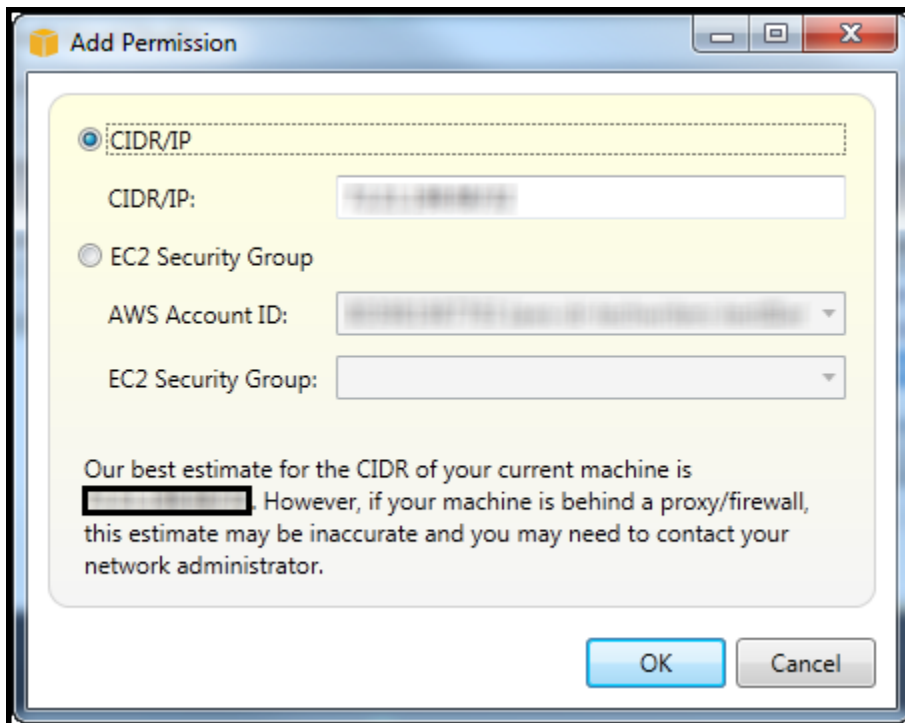 Add Permission
CIDR/IP
CIDR/IP:
EC2 Security Group
AWS Account ID:
EC2 Security Group:
Our best estimate for the CIDR of your current machine is
. However, if your machine is behind a proxy/firewall,
this estimate may be inaccurate and you may need to contact your
network administrator.
OK
Cancel